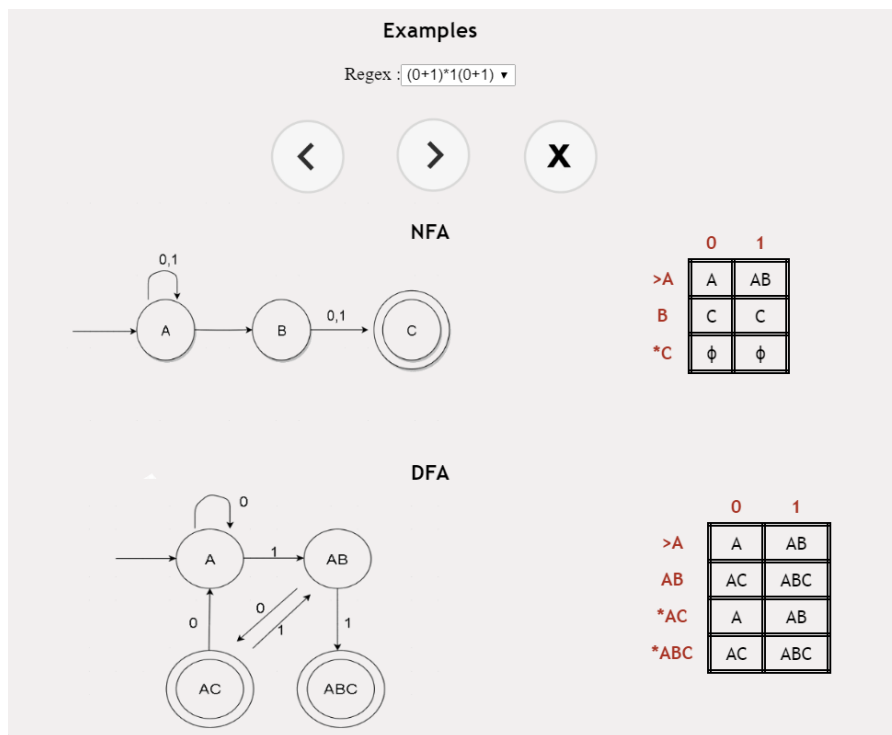 Examples
Regex : (0+1)*1(0+1) ▼
< > X
NFA
0 1
>A A AB
B C C
*C ϕ ϕ
0,1
A B 0,1 C
DFA
0 1
>A A AB
AB AC ABC
*AC A AB
*ABC AC ABC
0
A 1 AB
0 0 1 1
AC ABC